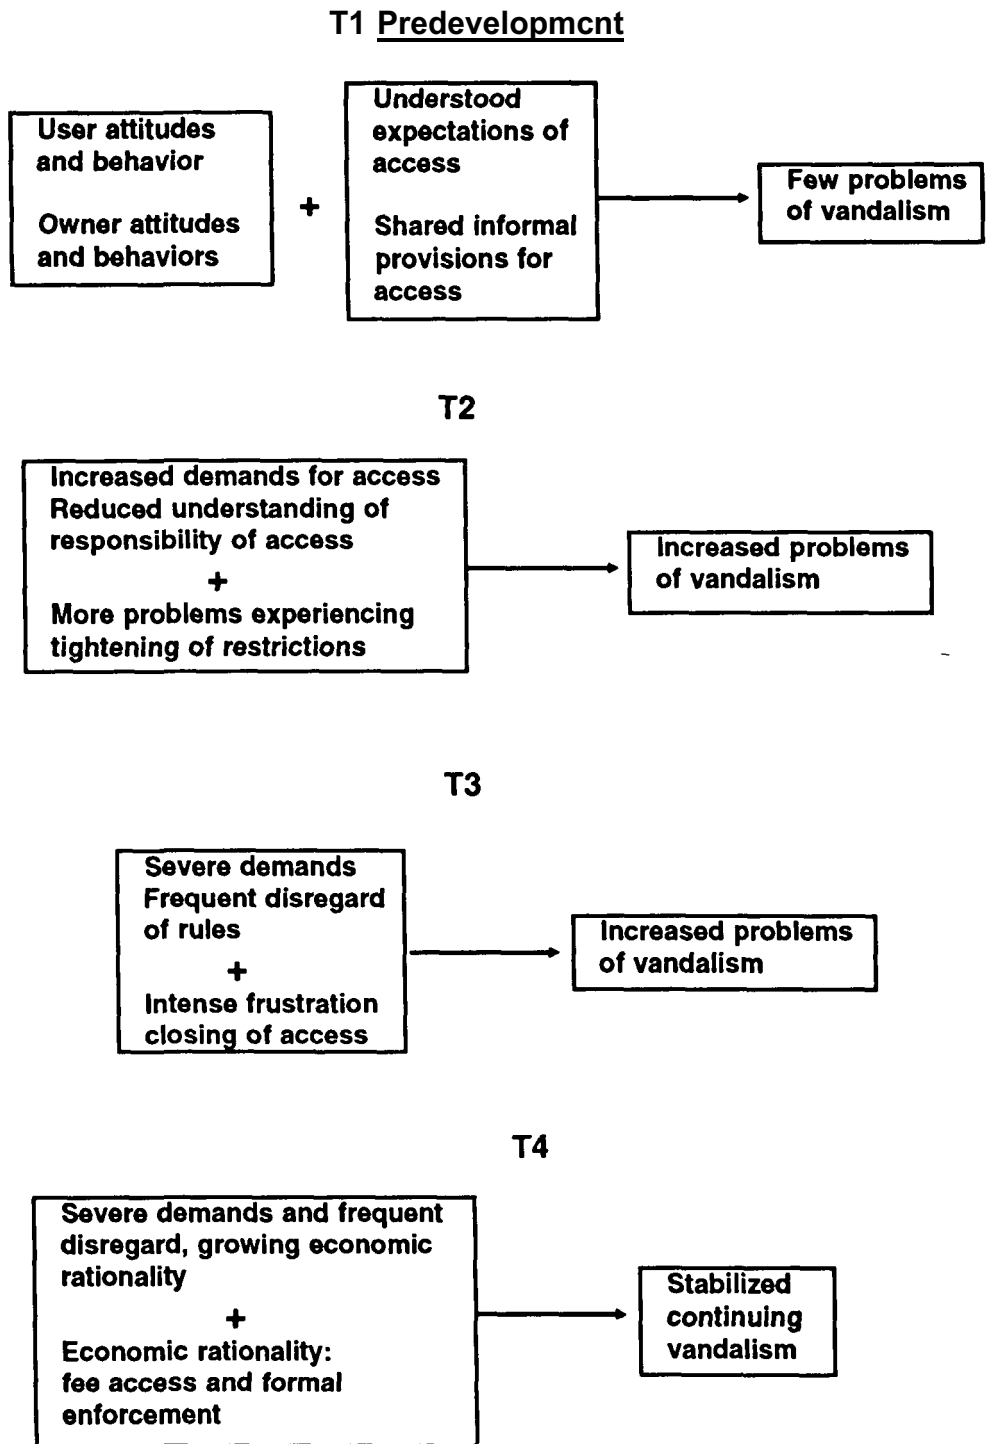 T1 Predevelopmcnt
User attitudes
and behavior
Owner attitudes
and behaviors
+
Understood
expectations of
access
Shared informal
provisions for
access
Few problems
of vandalism
T2
Increased demands for access
Reduced understanding of
responsibility of access
+
More problems experiencing
tightening of restrictions
Increased problems
of vandalism
T3
Severe demands
Frequent disregard
of rules
+
Intense frustration
closing of access
Increased problems
of vandalism
T4
Severe demands and frequent
disregard, growing economic
rationality
+
Economic rationality:
fee access and formal
enforcement
Stabilized
continuing
vandalism